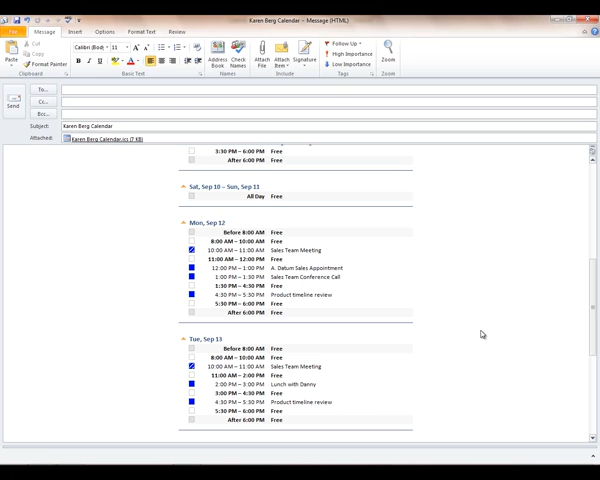 Karen Berg Calendar - Message (HTML)
File Message Insert Options Format Text Review
Paste
Cut
Copy
Format Painter
Clipboard
Calibri (Body) 11
B I U
Basic Text
Address Book
Check Names
Names
Attach File
Attach Item
Signature
Include
Follow Up
High Importance
Low Importance
Tags
Zoom
Zoom
Send
To...
Cc...
Bcc...
Subject: Karen Berg Calendar
Attached: Karen Berg Calendar.ics (7 KB)
3:30 PM – 6:00 PM Free
After 6:00 PM Free
Sat, Sep 10 – Sun, Sep 11
All Day Free
Mon, Sep 12
Before 8:00 AM Free
8:00 AM – 10:00 AM Free
10:00 AM – 11:00 AM Sales Team Meeting
11:00 AM – 12:00 PM Free
12:00 PM – 1:00 PM A. Datum Sales Appointment
1:00 PM – 1:30 PM Sales Team Conference Call
1:30 PM – 4:30 PM Free
4:30 PM – 5:30 PM Product timeline review
5:30 PM – 6:00 PM Free
After 6:00 PM Free
Tue, Sep 13
Before 8:00 AM Free
8:00 AM – 10:00 AM Free
10:00 AM – 11:00 AM Sales Team Meeting
11:00 AM – 2:00 PM Free
2:00 PM – 3:00 PM Lunch with Danny
3:00 PM – 4:30 PM Free
4:30 PM – 5:30 PM Product timeline review
5:30 PM – 6:00 PM Free
After 6:00 PM Free